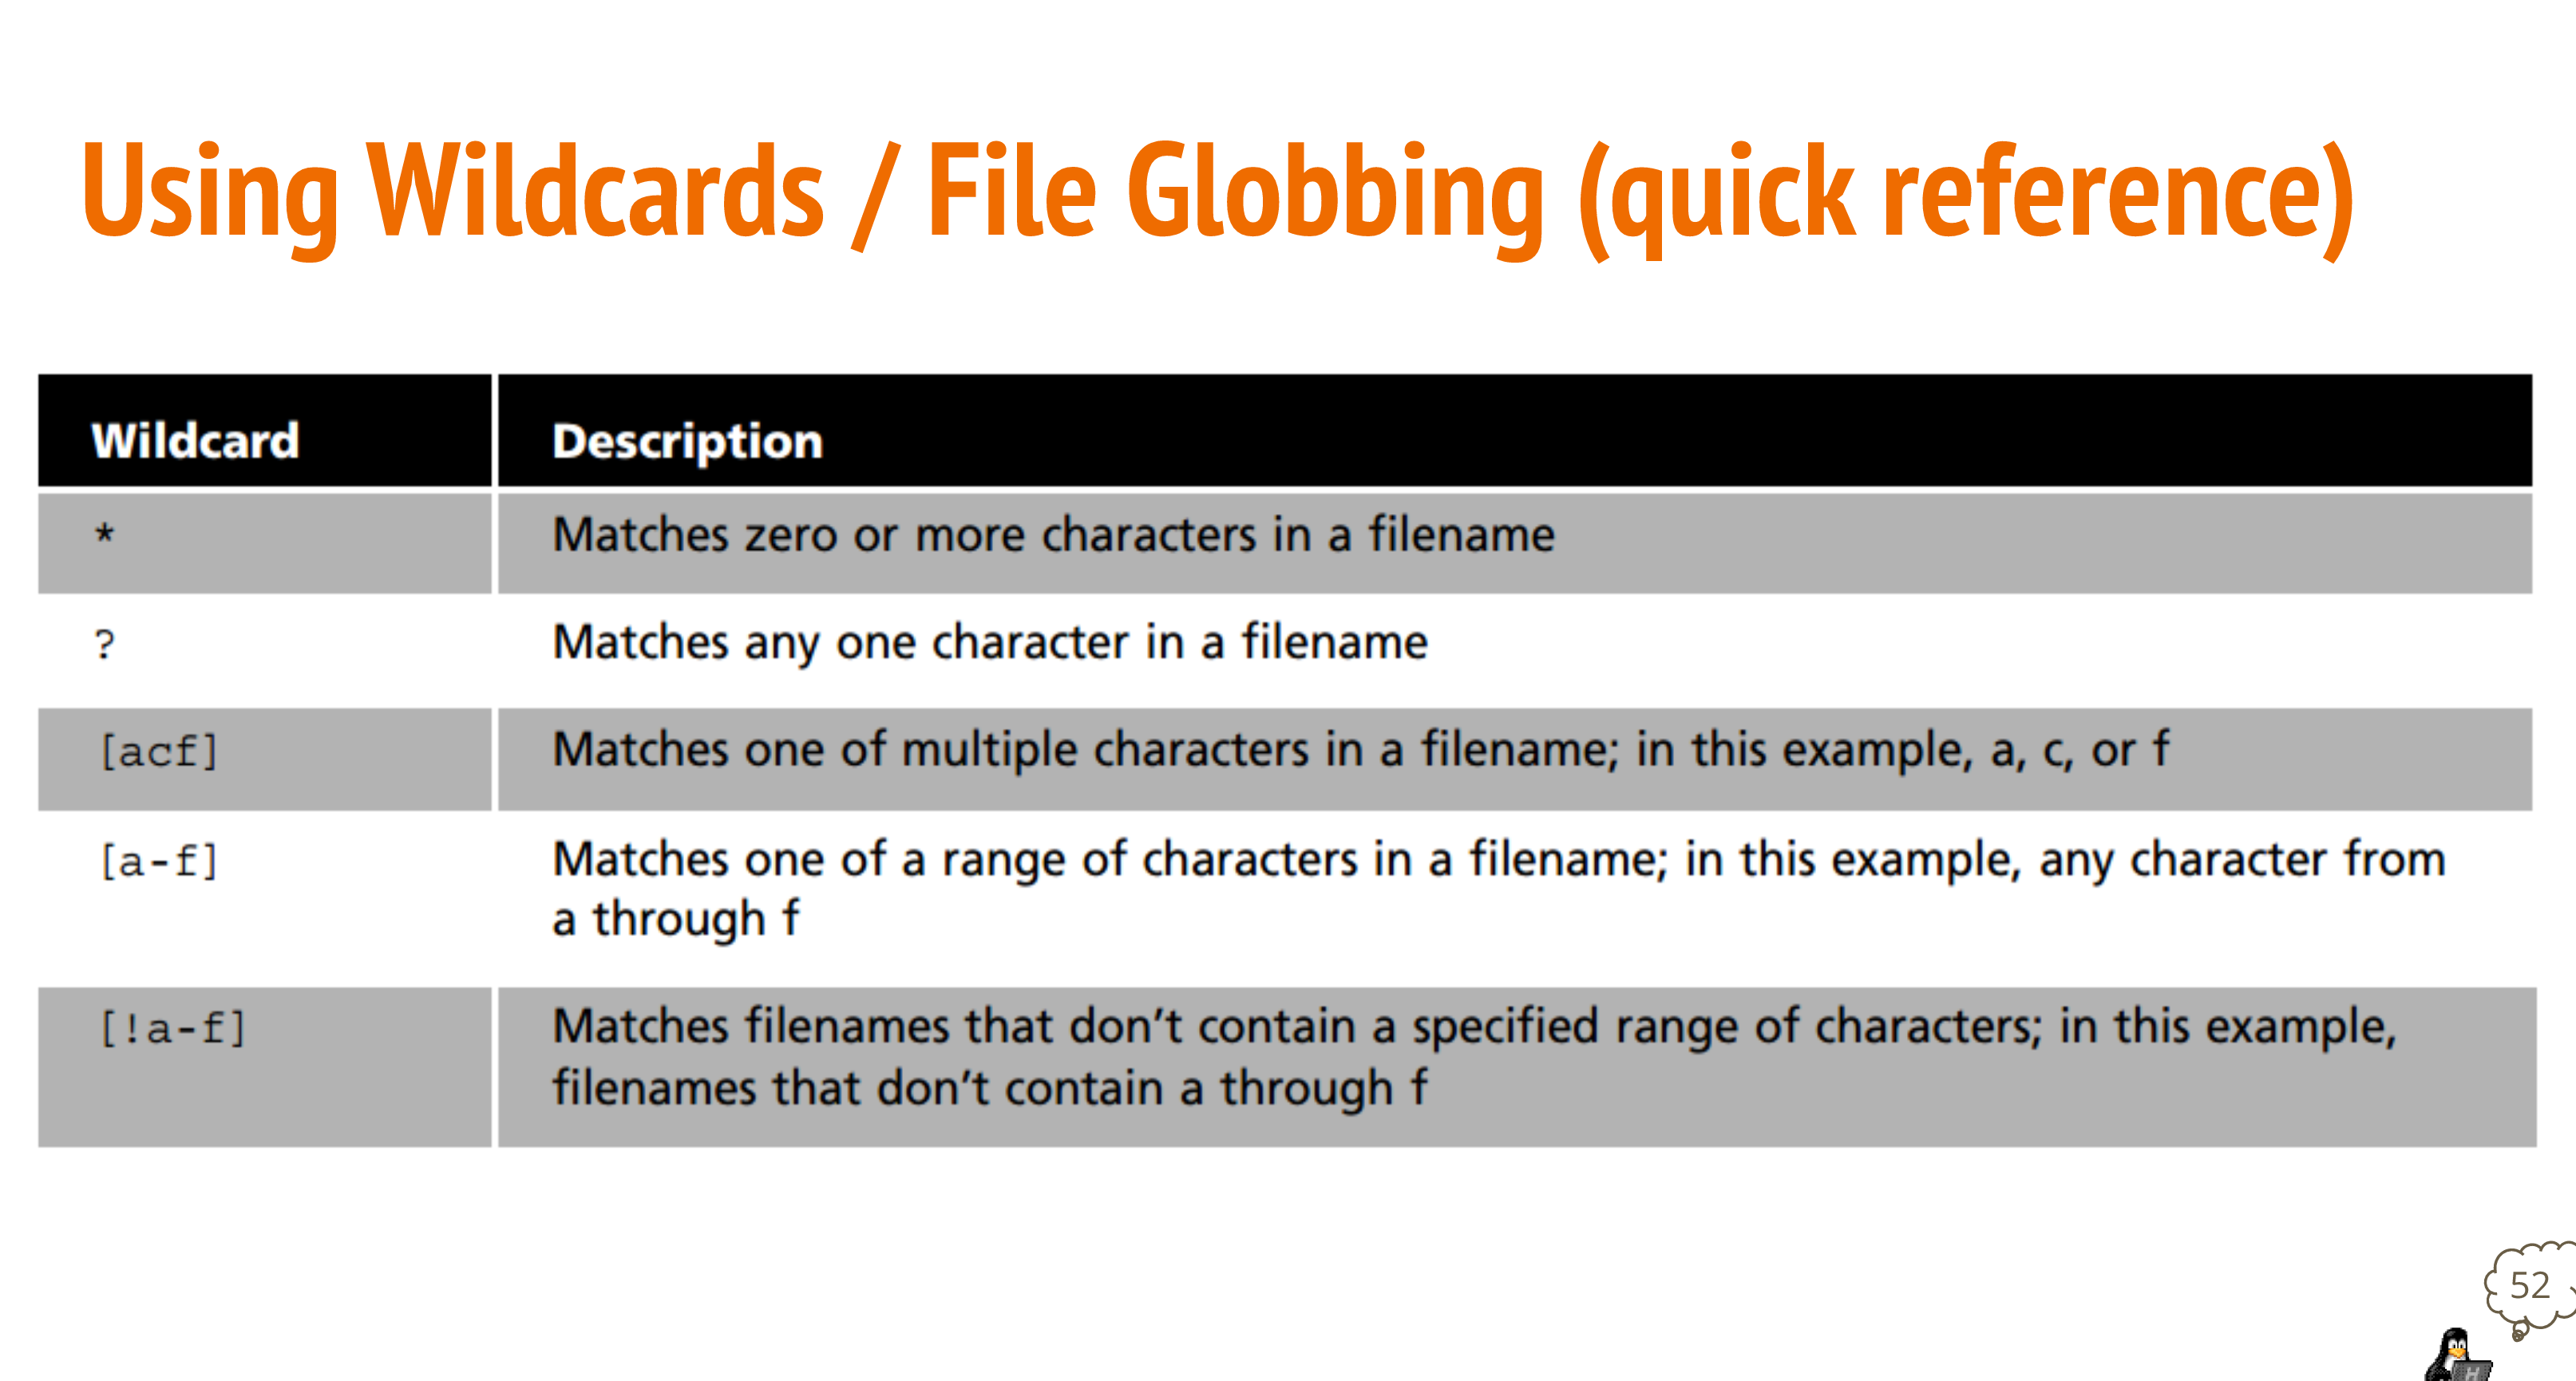 Using Wildcards / File Globbing (quick reference)
Wildcard Description
* Matches zero or more characters in a filename
? Matches any one character in a filename
[acf] Matches one of multiple characters in a filename; in this example, a, c, or f
[a-f] Matches one of a range of characters in a filename; in this example, any character from
a through f
[!a-f] Matches filenames that don’t contain a specified range of characters; in this example,
filenames that don’t contain a through f
52
H